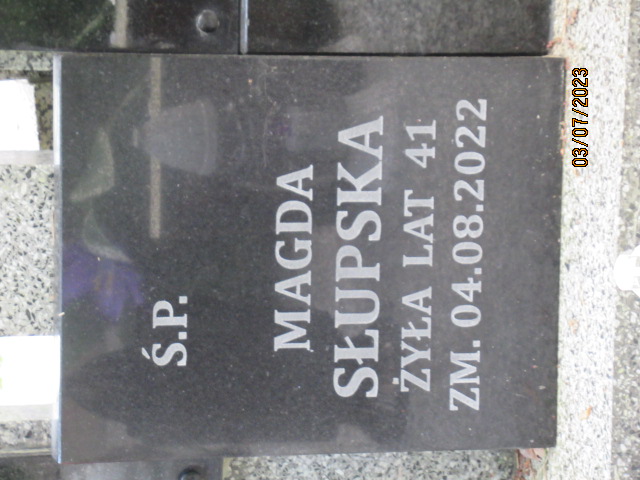 Ś.P.
MAGDA
SŁUPSKA
ŻYŁA LAT 41
ZM. 04.08.2022
03/07/2023